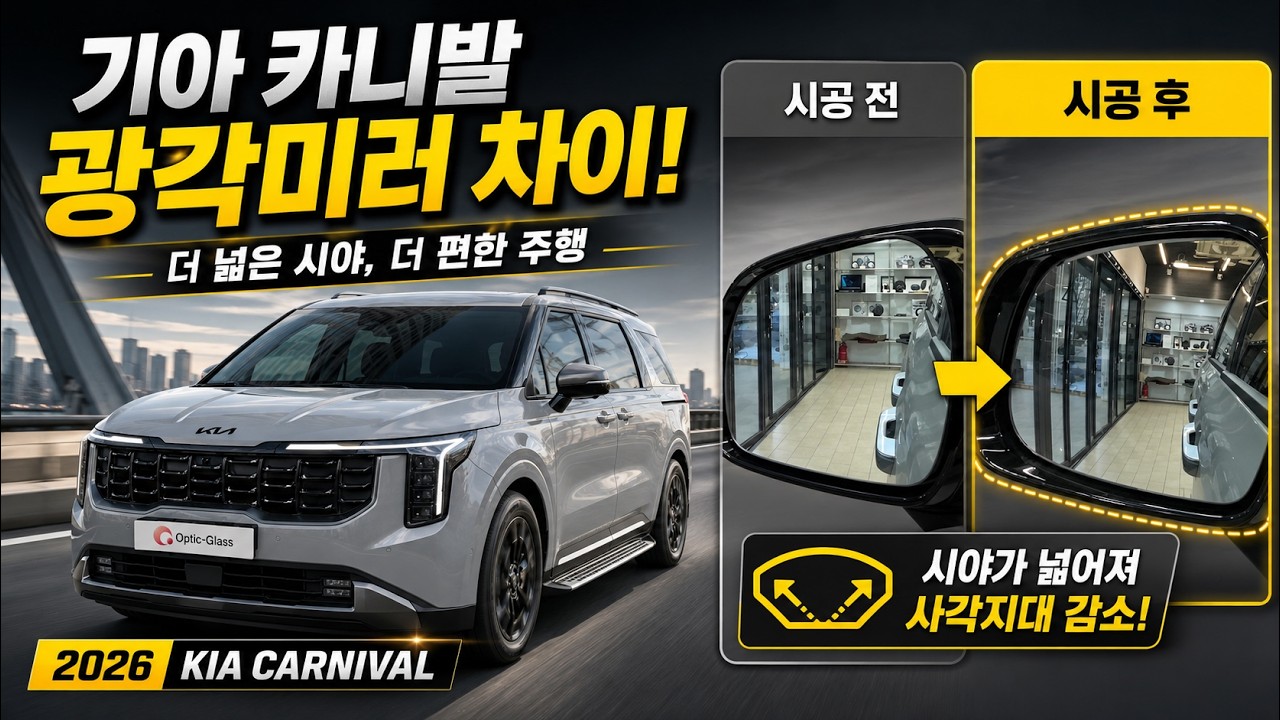 기아 카니발
광각미러 차이!
더 넓은 시야, 더 편한 주행
시공 전
시공 후
KIA
Optic-Glass
시야가 넓어져
사각지대 감소!
2026 KIA CARNIVAL